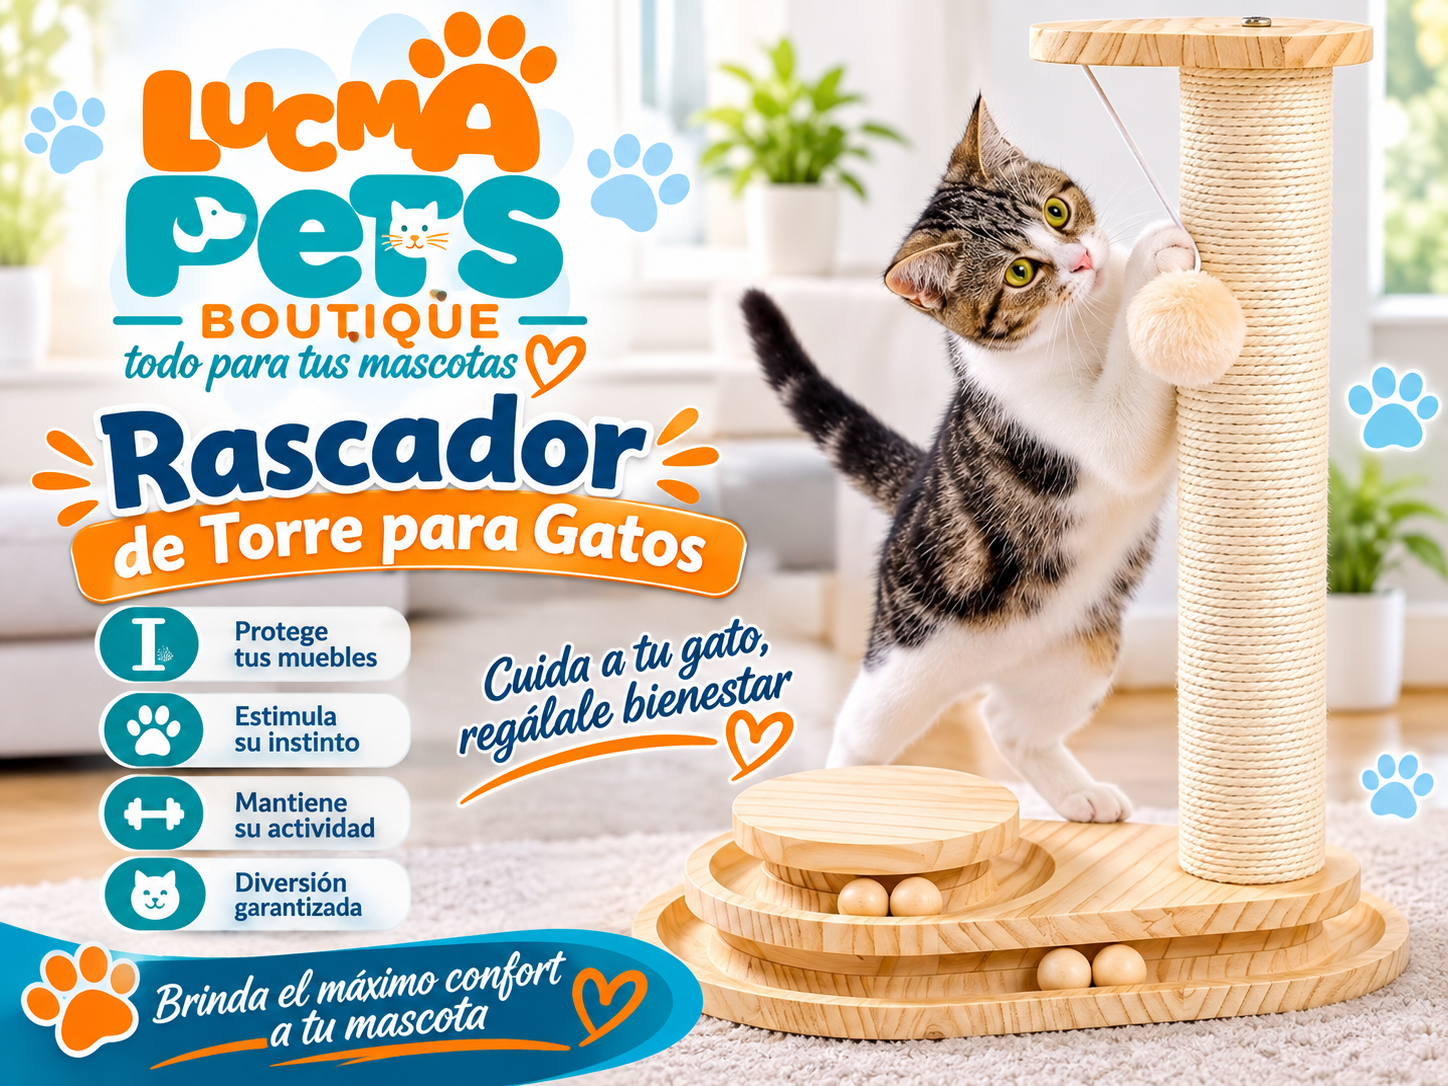 LUCMA
PeTS
BOUTIQUE
todo para tus mascotas
Rascador
de Torre para Gatos
Protege
tus muebles
Estimula
su instinto
Mantiene
su actividad
Diversión
garantizada
Cuida a tu gato,
regálale bienestar
Brinda el máximo confort
a tu mascota